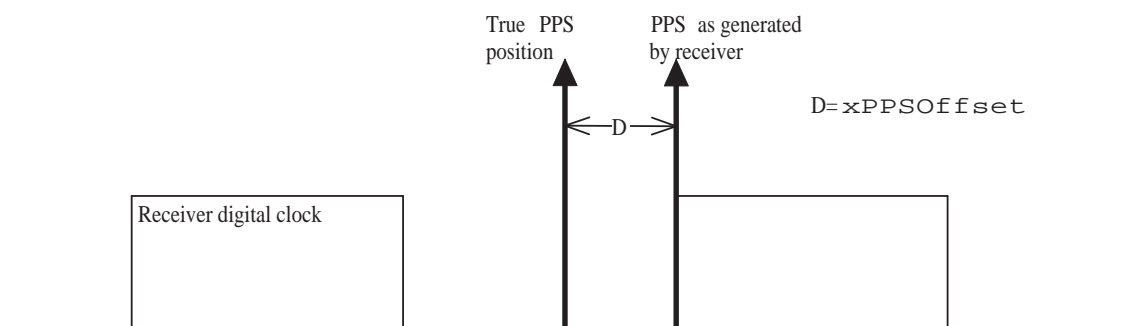 True PPS
position
PPS as generated
by receiver
D=xPPSOffset
D
Receiver digital clock